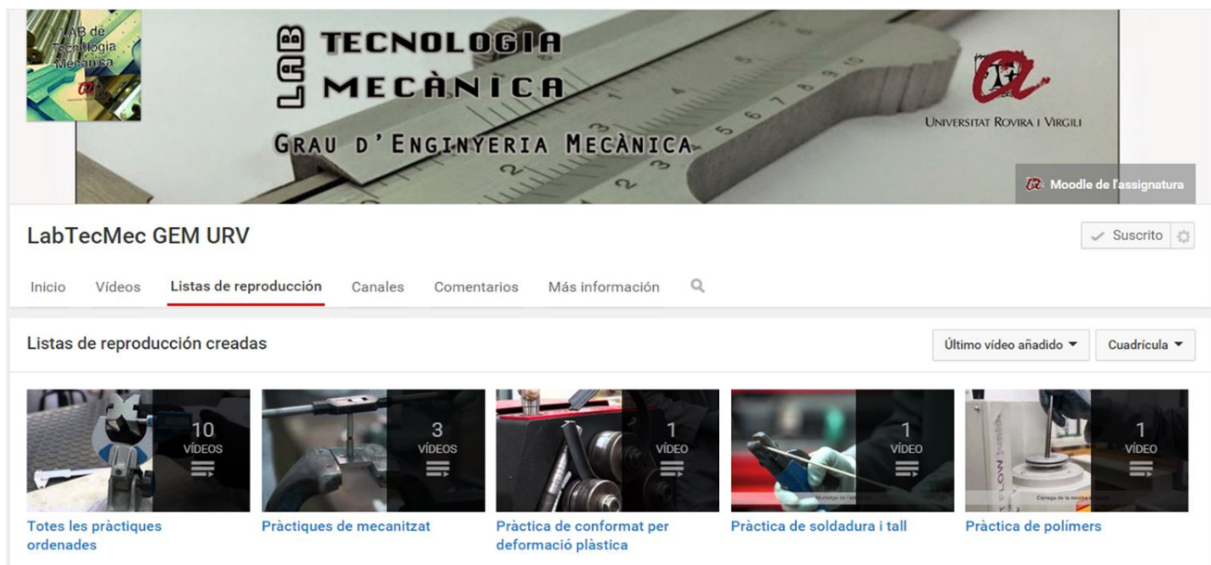 LAB de
Tecnologia
Mecànica
LAB TECNOLOGIA
MECÀNICA
GRAU D'ENGINYERIA MECÀNICA
UNIVERSITAT ROVIRA I VIRGILI
Moodle de l'assignatura
LabTecMec GEM URV
Suscrito
Inicio Vídeos Listas de reproducción Canales Comentarios Más información
Listas de reproducción creadas
Último vídeo añadido Cuadrícula
10 VÍDEOS
3 VÍDEOS
1 VÍDEO
1 VÍDEO
1 VÍDEO
Totes les pràctiques ordenades
Pràctiques de mecanitzat
Pràctica de conformat per deformació plàstica
Pràctica de soldadura i tall
Pràctica de polímers